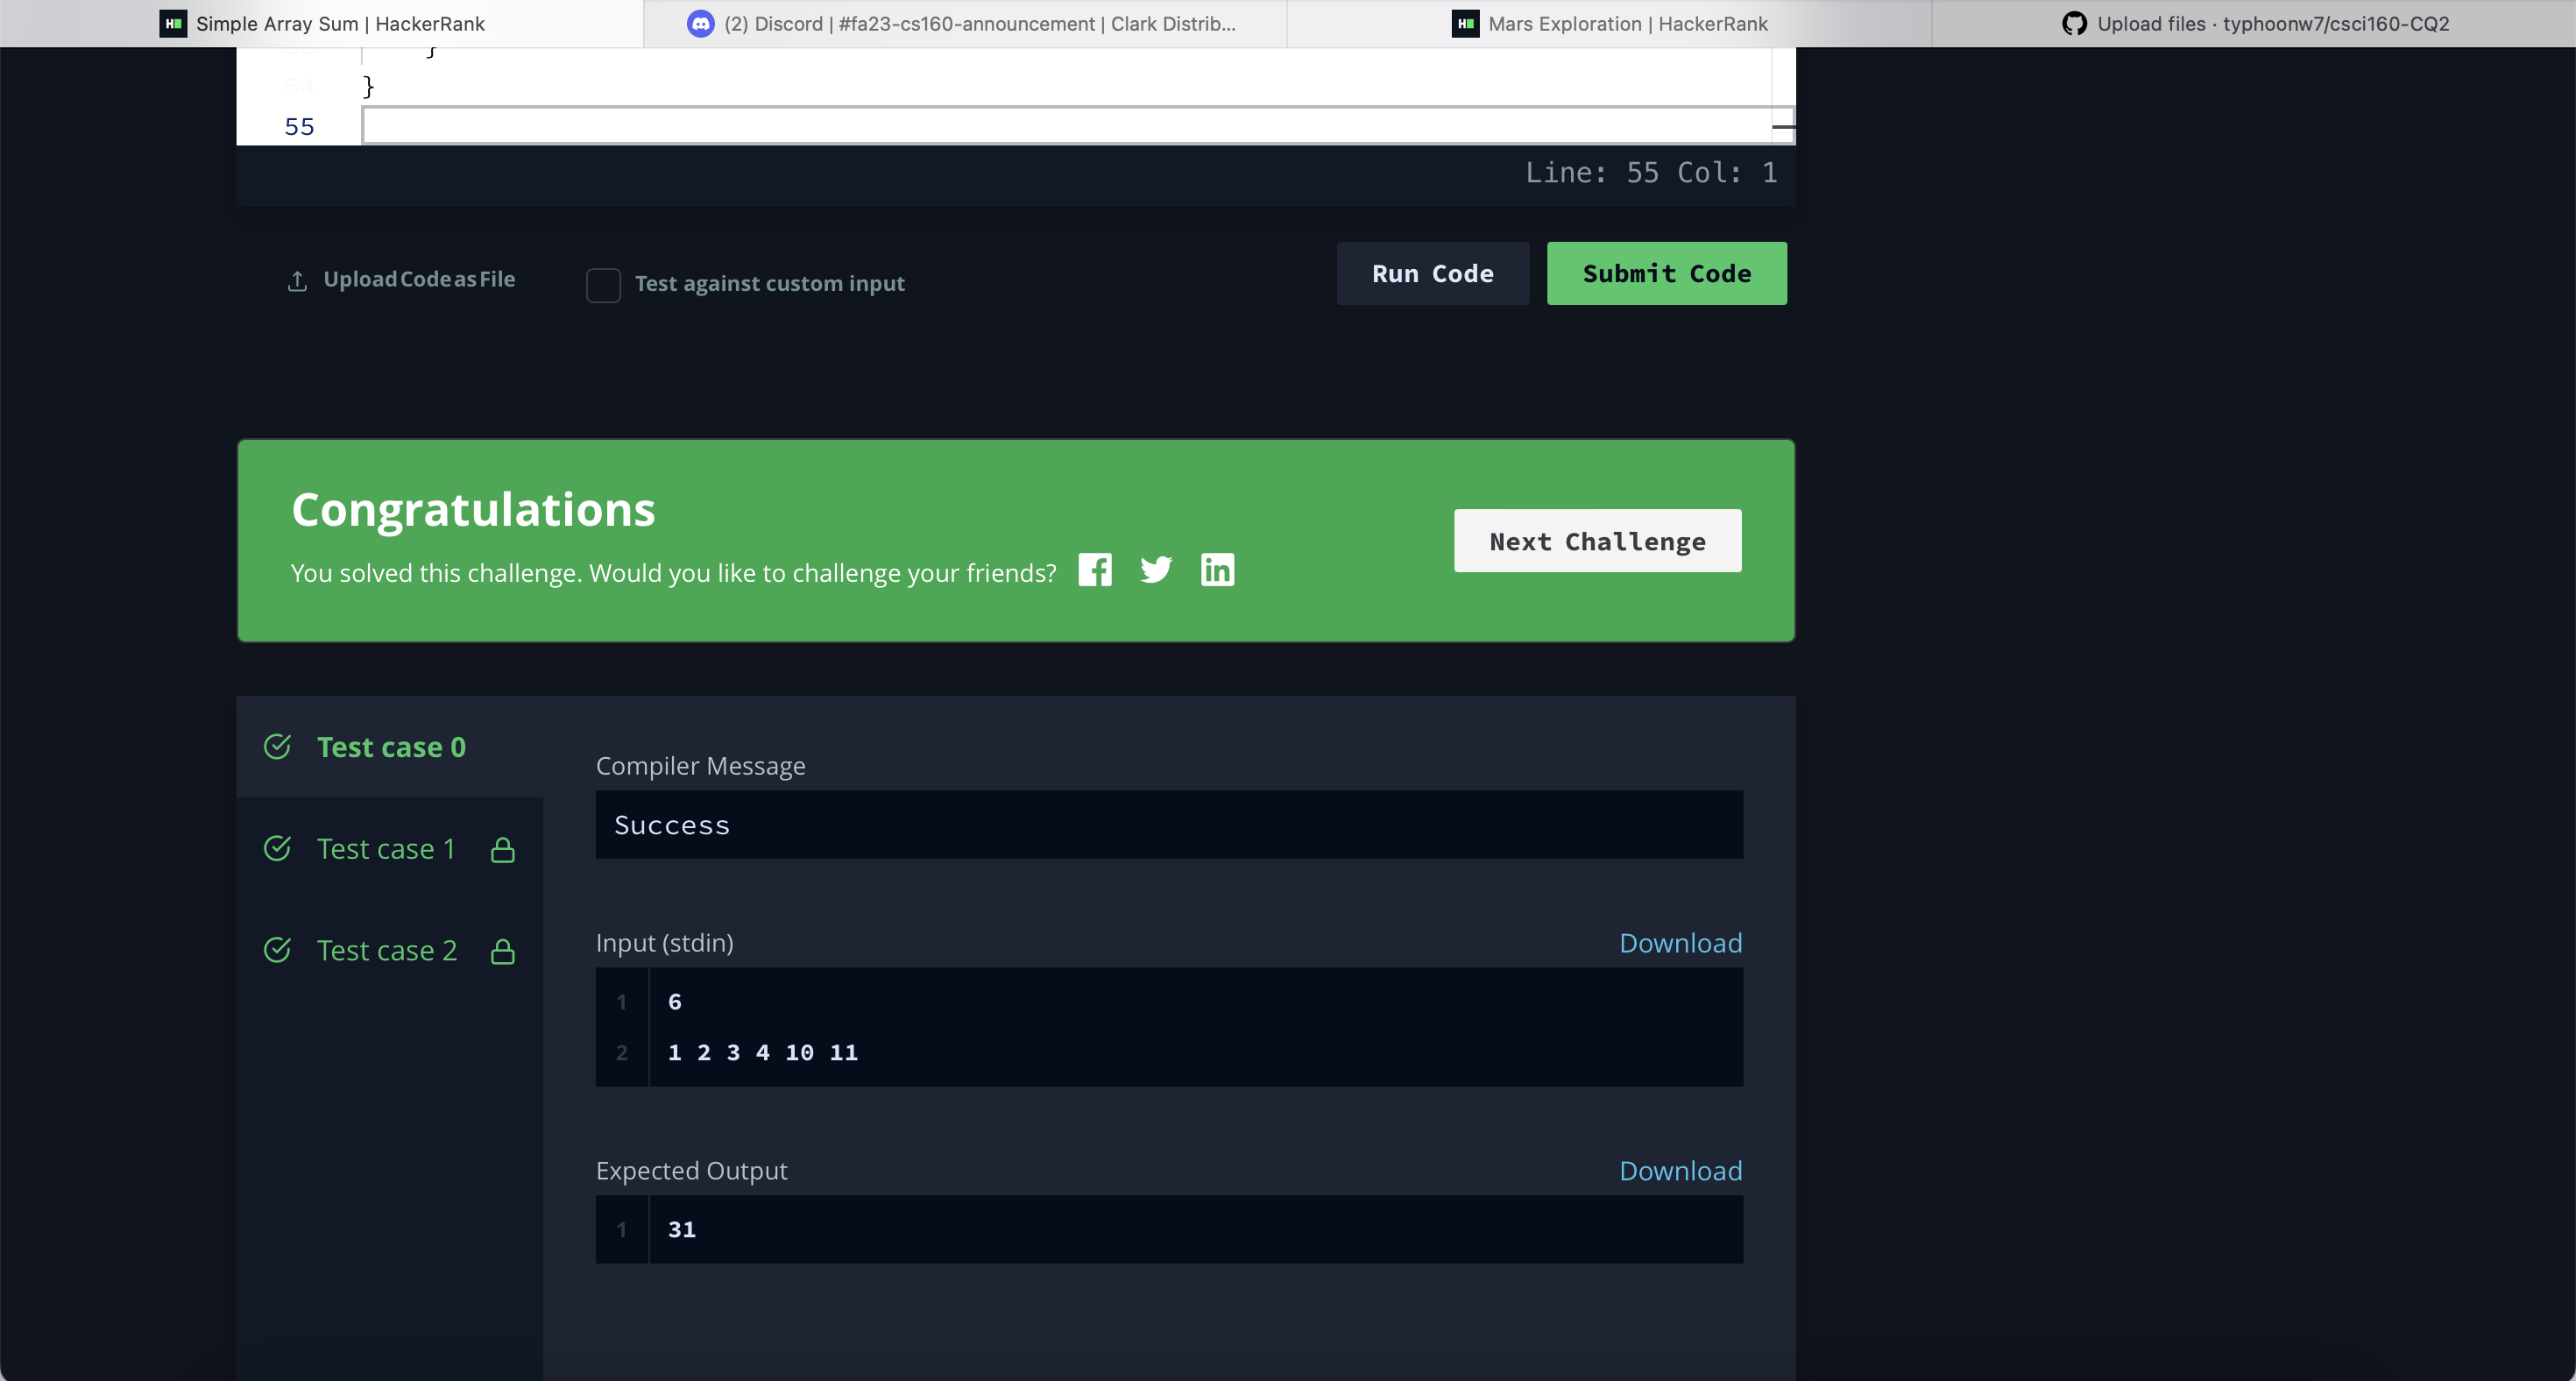 Simple Array Sum | HackerRank
(2) Discord | #fa23-cs160-announcement | Clark Distrib...
Mars Exploration | HackerRank
Upload files · typhoonw7/csci160-CQ2
}
54 }
55
Line: 55 Col: 1
Upload Code as File
Test against custom input
Run Code
Submit Code
Congratulations
You solved this challenge. Would you like to challenge your friends?
Next Challenge
Test case 0
Test case 1
Test case 2
Compiler Message
Success
Input (stdin)
Download
1 6
2 1 2 3 4 10 11
Expected Output
Download
1 31